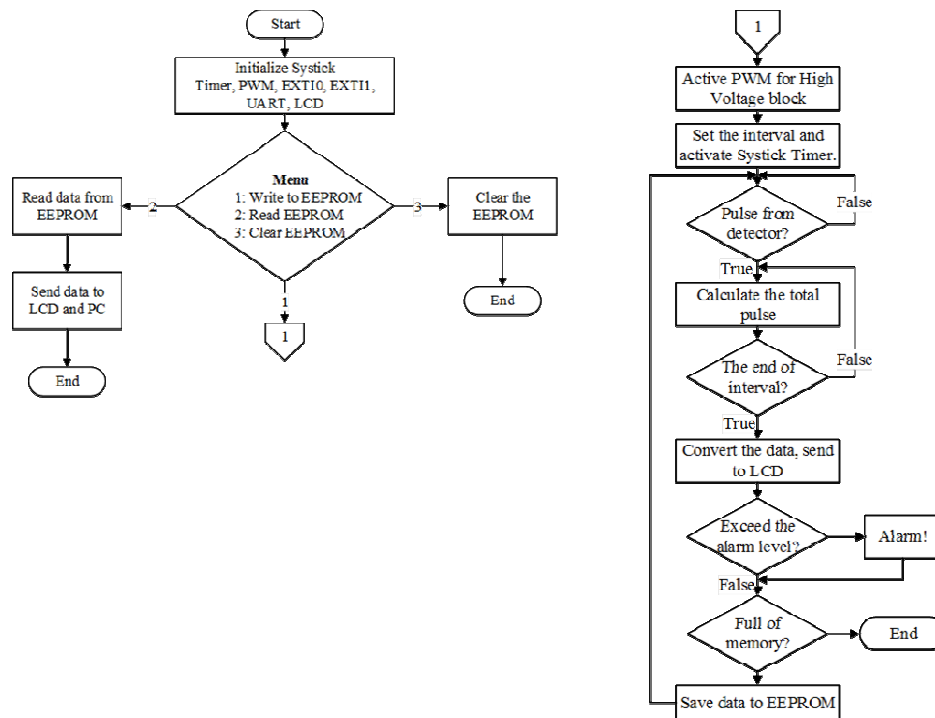 Start
Initialize Systick
Timer, PWM, EXTI0, EXTI1,
UART, LCD
Menu
1: Write to EEPROM
2: Read EEPROM
3: Clear EEPROM
2
3
1
1
Read data from
EEPROM
Send data to
LCD and PC
End
Clear the
EEPROM
End
1
Active PWM for High
Voltage block
Set the interval and
activate Systick Timer.
Pulse from
detector?
False
True
Calculate the total
pulse
The end of
interval?
False
True
Convert the data, send
to LCD
Exceed the
alarm level?
Alarm!
False
Full of
memory?
End
Save data to EEPROM